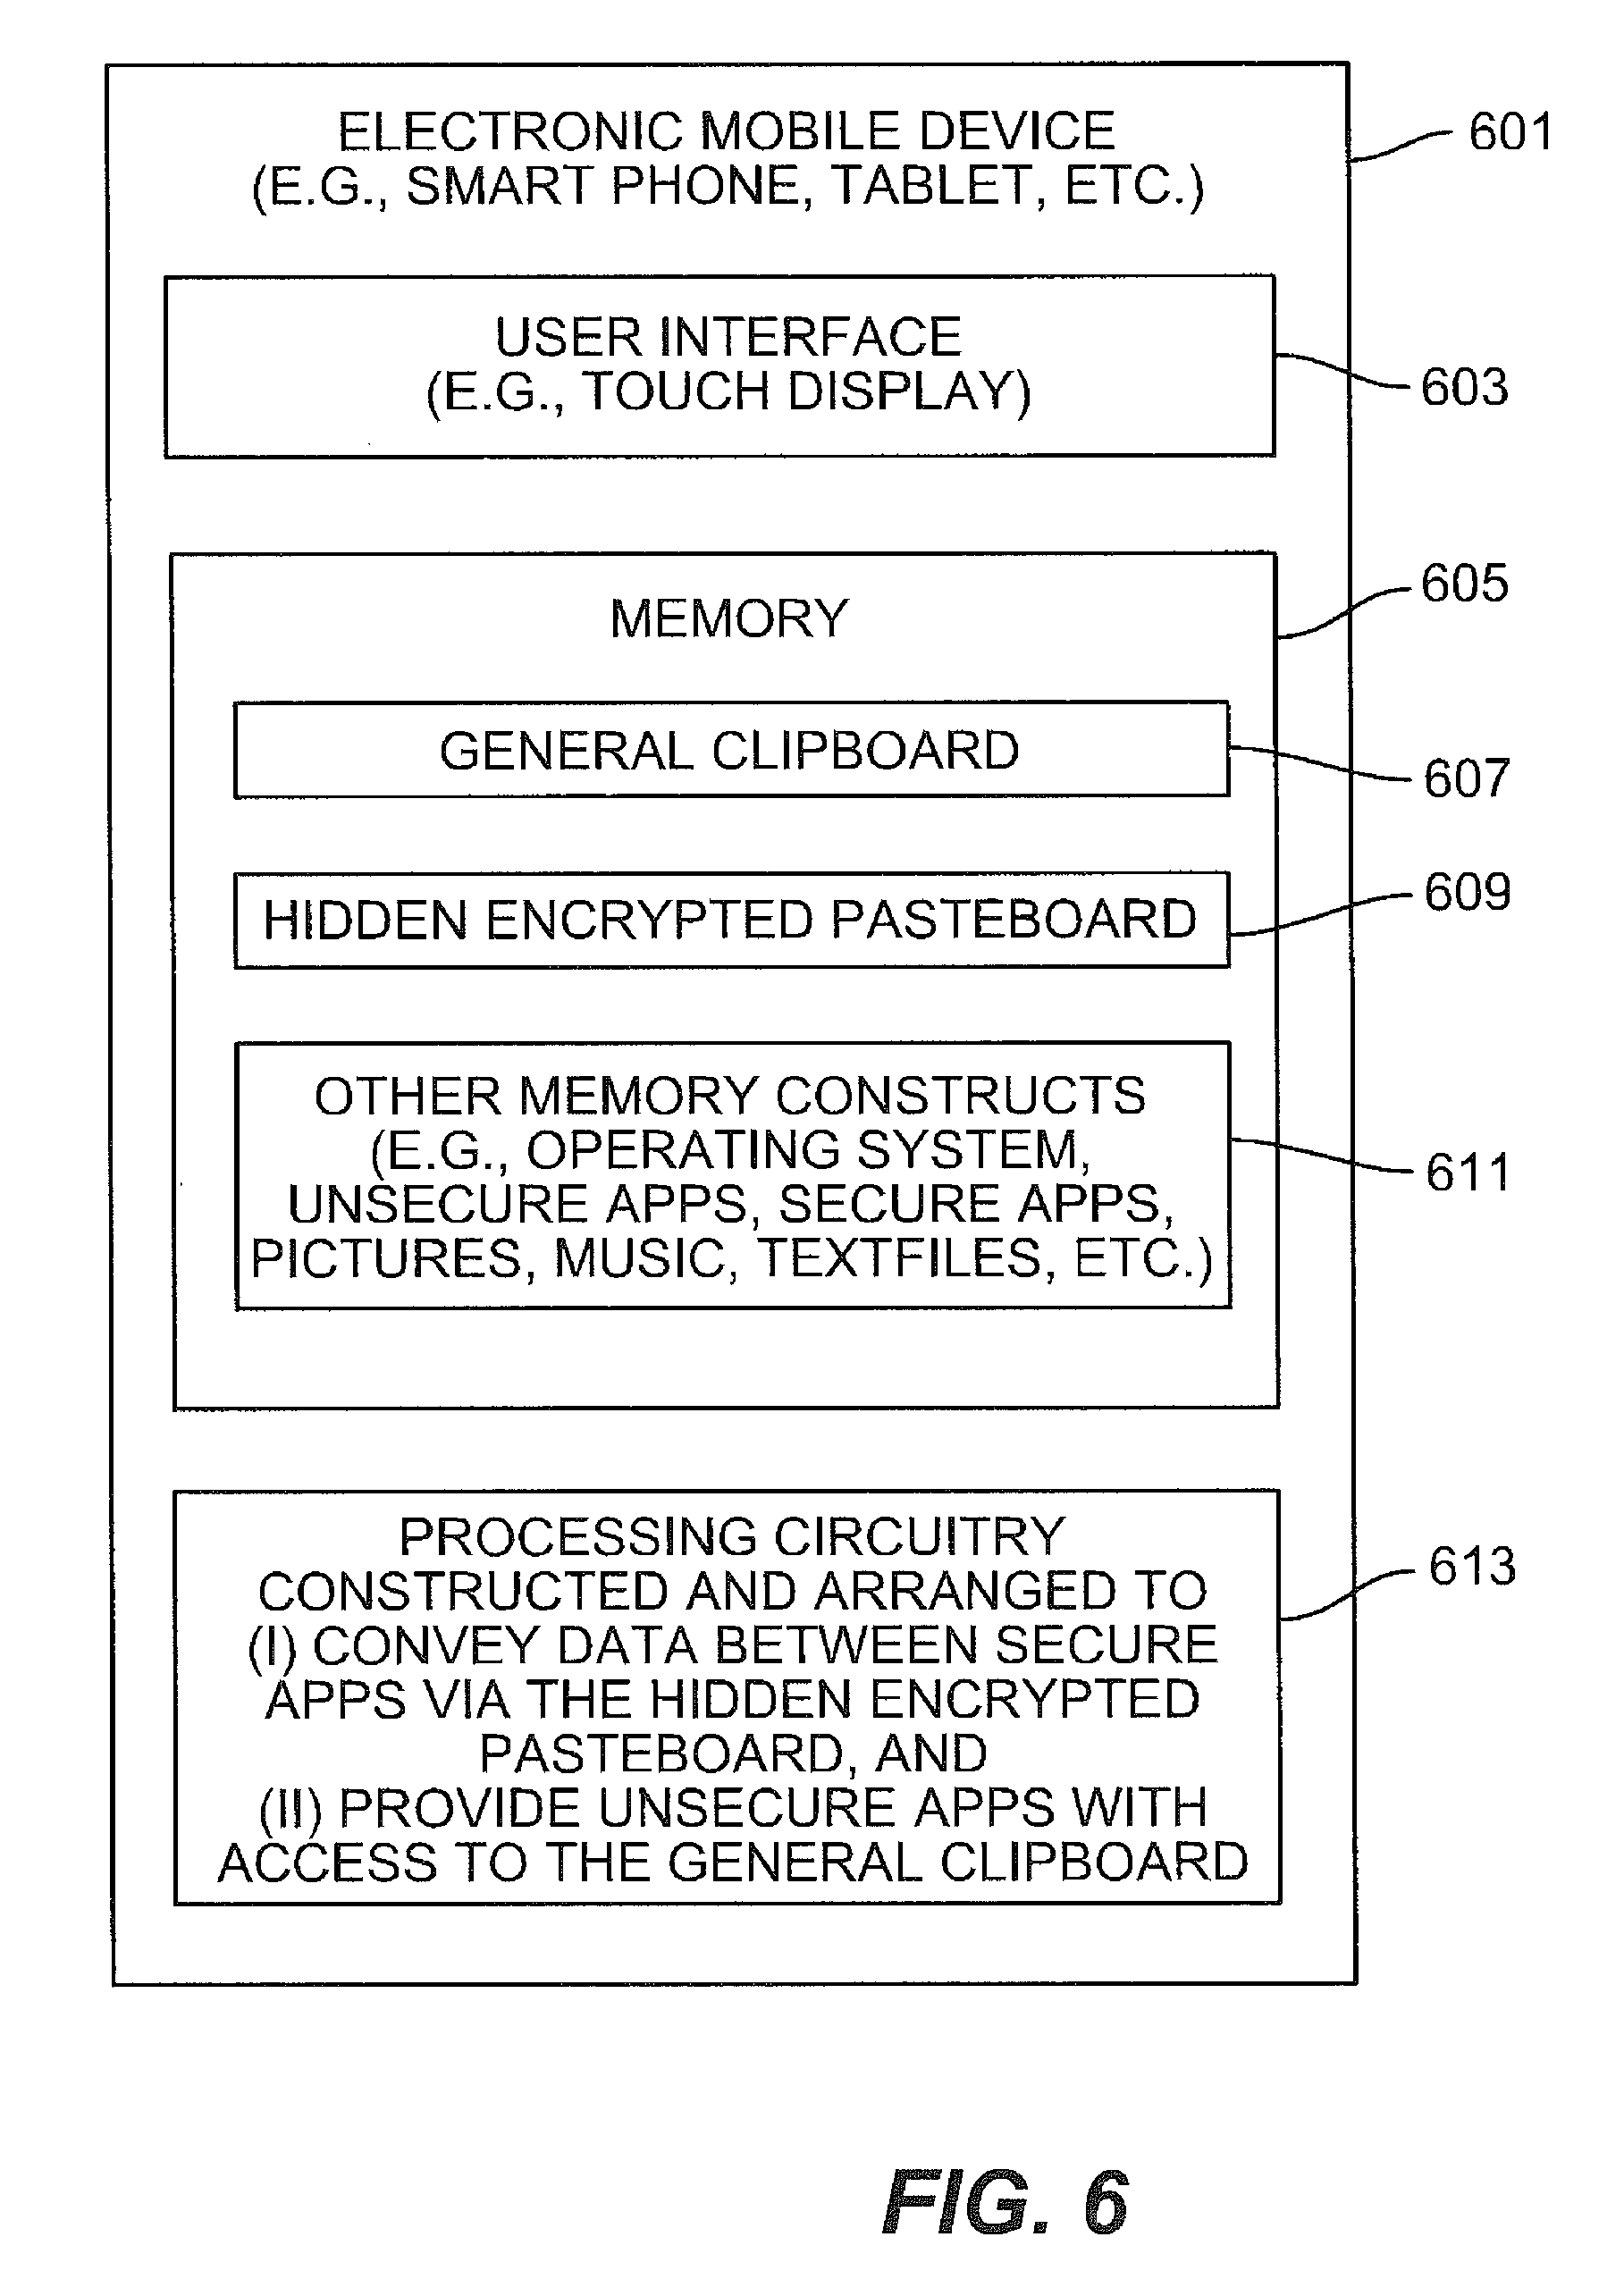 ELECTRONIC MOBILE DEVICE
(E.G., SMART PHONE, TABLET, ETC.)
601
USER INTERFACE
(E.G., TOUCH DISPLAY)
603
MEMORY
605
GENERAL CLIPBOARD
607
HIDDEN ENCRYPTED PASTEBOARD
609
OTHER MEMORY CONSTRUCTS
(E.G., OPERATING SYSTEM,
UNSECURE APPS, SECURE APPS,
PICTURES, MUSIC, TEXTFILES, ETC.)
611
PROCESSING CIRCUITRY
CONSTRUCTED AND ARRANGED TO
(I) CONVEY DATA BETWEEN SECURE
APPS VIA THE HIDDEN ENCRYPTED
PASTEBOARD, AND
(II) PROVIDE UNSECURE APPS WITH
ACCESS TO THE GENERAL CLIPBOARD
613
FIG. 6